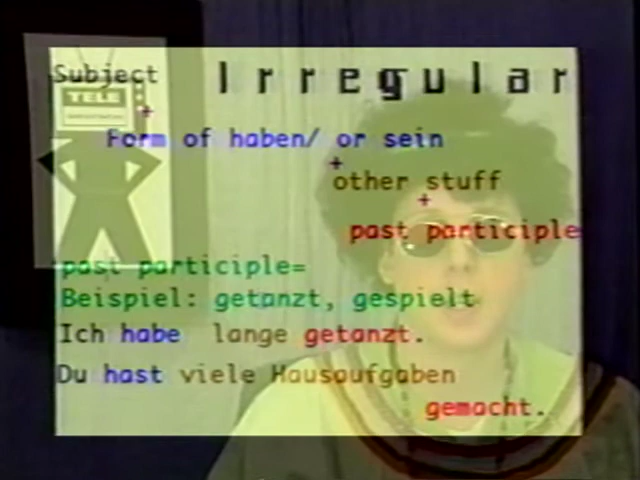 Subject Irregular
TELE
+
Form of haben/ or sein
+
other stuff
+
past participle
past participle=
Beispiel: getanzt, gespielt
Ich habe lange getanzt.
Du hast viele Hausaufgaben
gemacht.